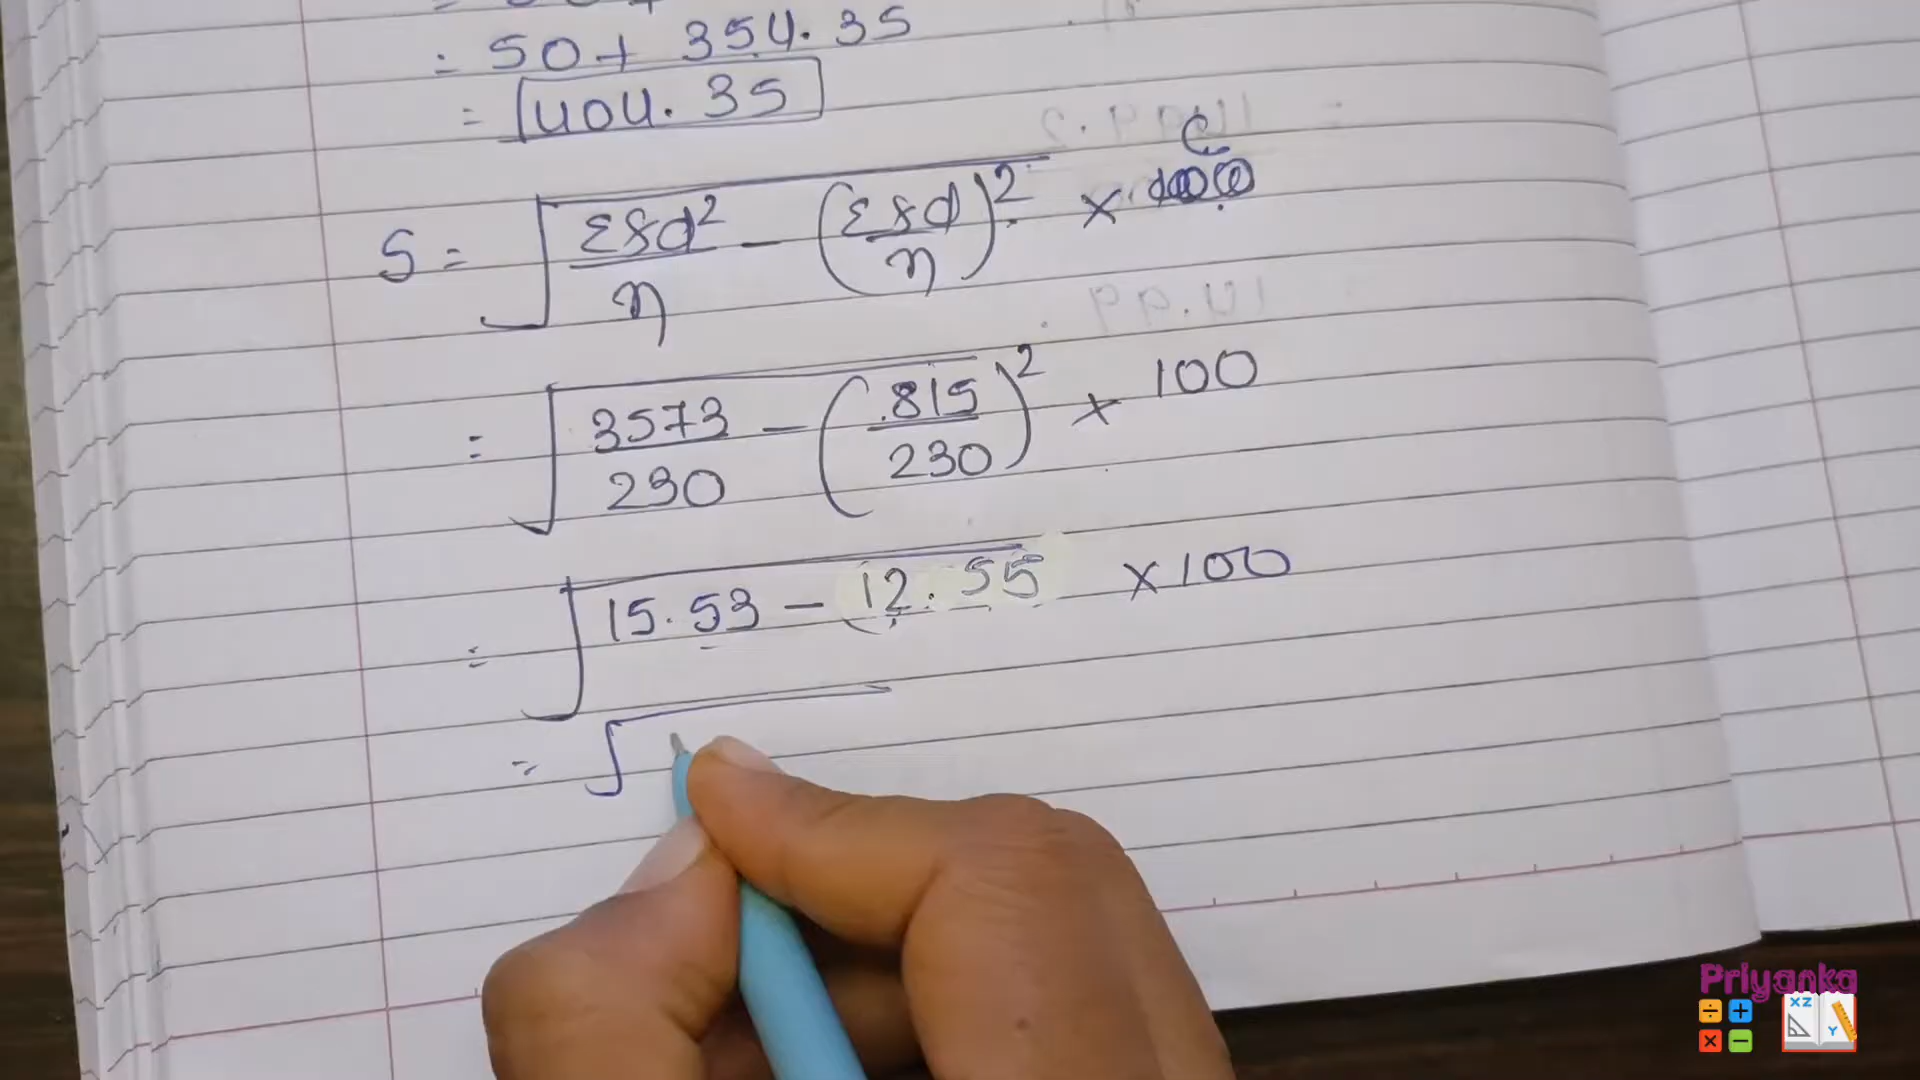 = 50 + 354.35
= 404.35
S = √ Σfd²/n − (Σfd/n)² × C
= √ 3573/230 − (815/230)² × 100
= √ 15.53 − 12.55 × 100
= √
Priyanka
XZ
Y